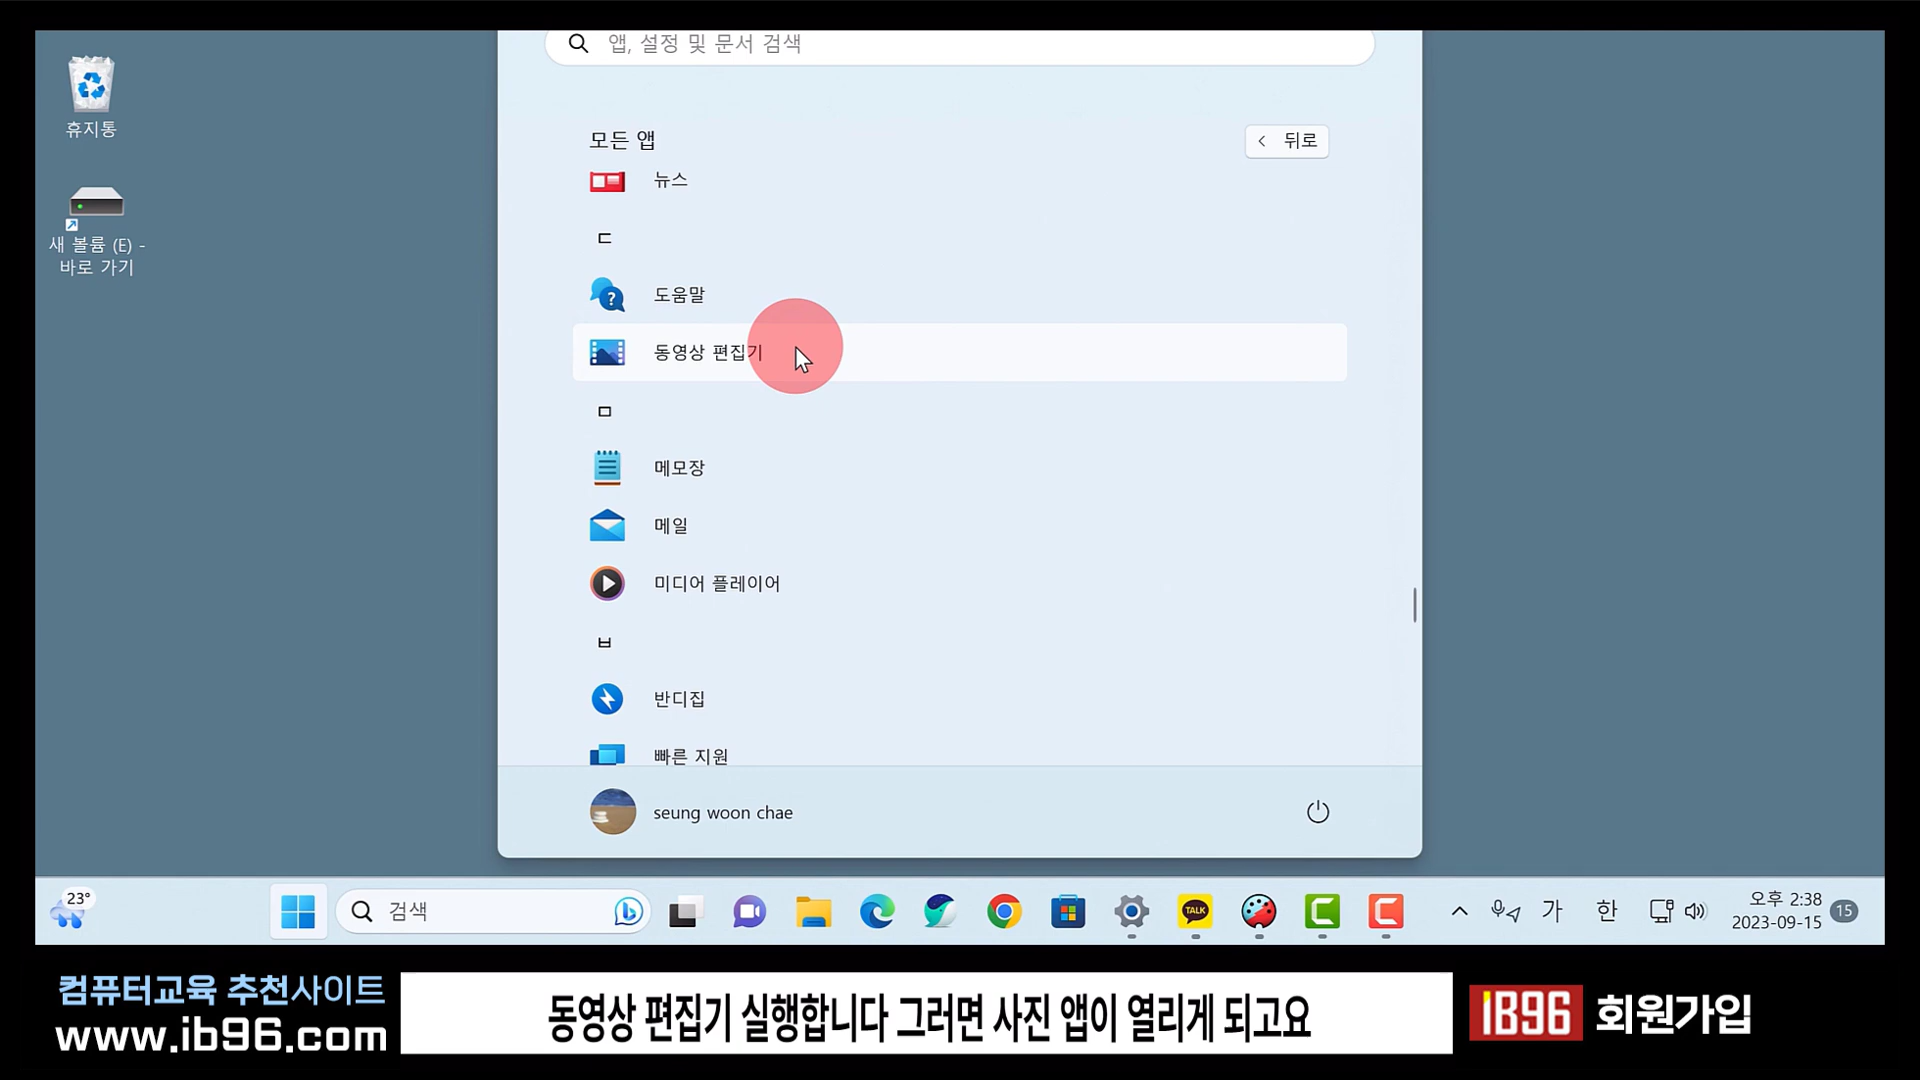 앱, 설정 및 문서 검색
휴지통
새 볼륨 (E) -
바로 가기
모든 앱
뒤로
뉴스
ㄷ
도움말
동영상 편집기
ㅁ
메모장
메일
미디어 플레이어
ㅂ
반디집
빠른 지원
seung woon chae
23°
검색
TALK
가
한
오후 2:38
2023-09-15
15
컴퓨터교육 추천사이트
www.ib96.com
동영상 편집기 실행합니다 그러면 사진 앱이 열리게 되고요
IB96 회원가입